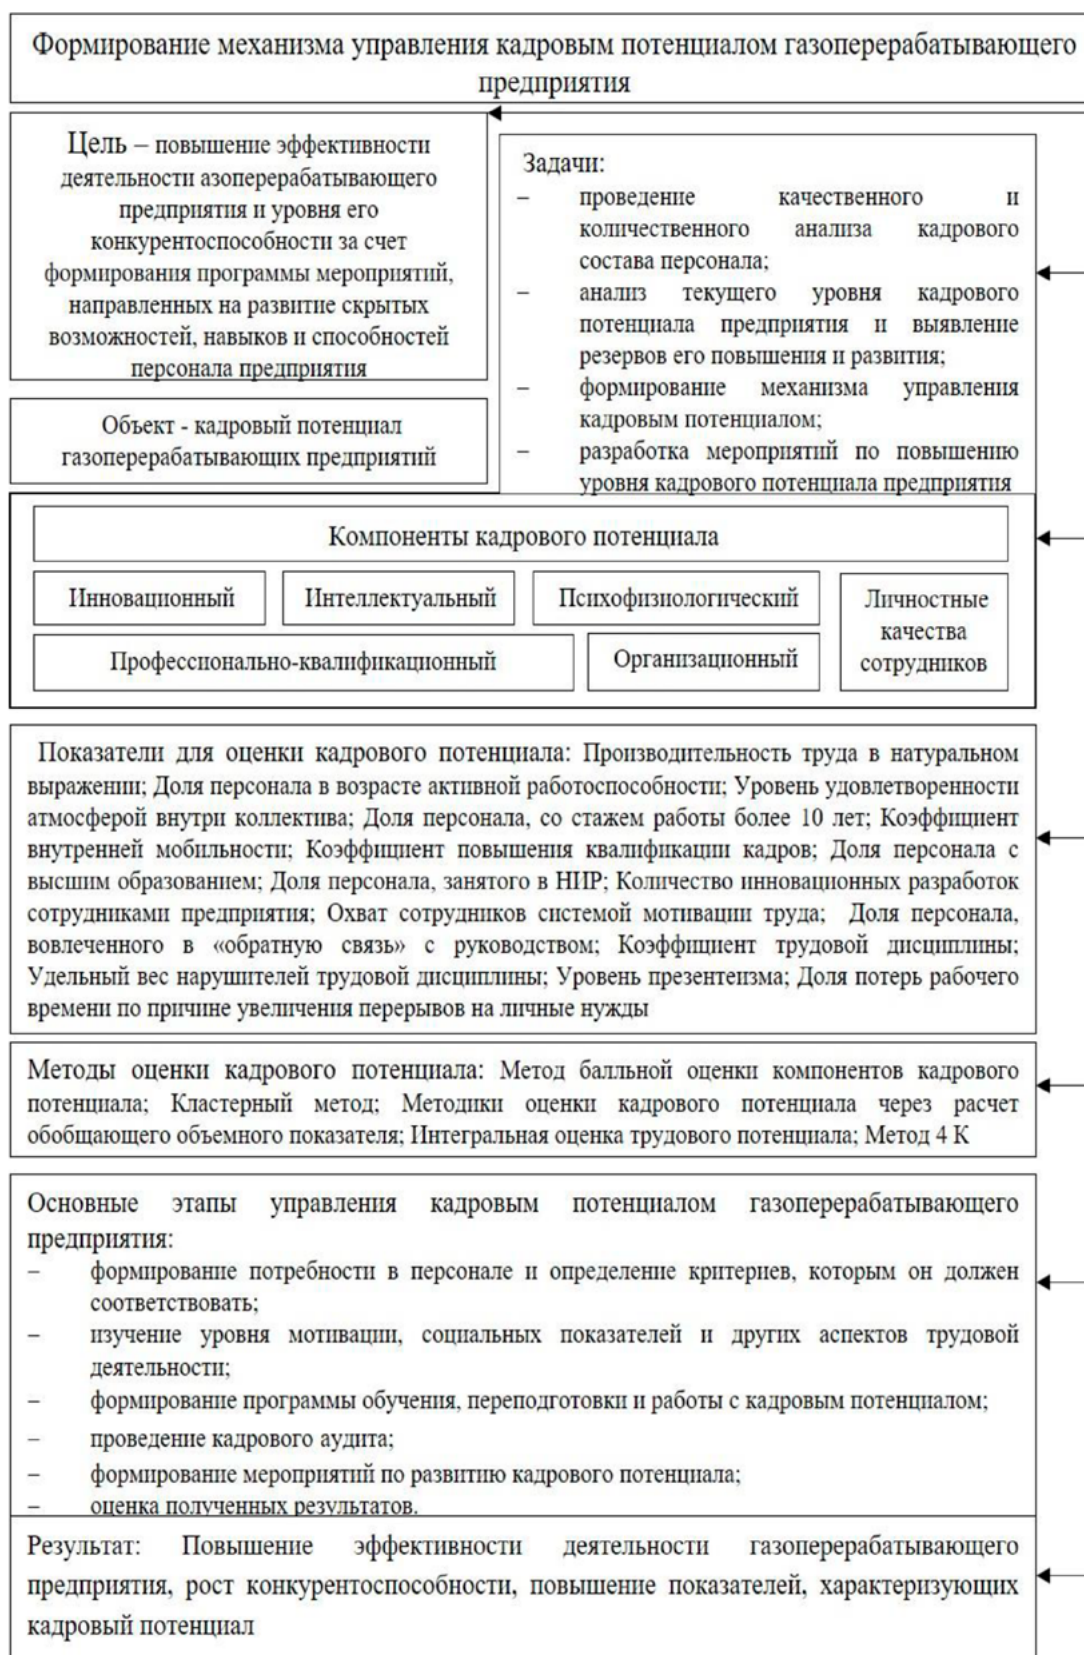 Формирование механизма управления кадровым потенциалом газоперерабатывающего
предприятия
Цель – повышение эффективности
деятельности азоперерабатывающего
предприятия и уровня его
конкурентоспособности за счет
формирования программы мероприятий,
направленных на развитие скрытых
возможностей, навыков и способностей
персонала предприятия
Объект - кадровый потенциал
газоперерабатывающих предприятий
Задачи:
– проведение качественного и
количественного анализа кадрового
состава персонала;
– анализ текущего уровня кадрового
потенциала предприятия и выявление
резервов его повышения и развития;
– формирование механизма управления
кадровым потенциалом;
– разработка мероприятий по повышению
уровня кадрового потенциала предприятия
Компоненты кадрового потенциала
Инновационный
Интеллектуальный
Психофизиологический
Личностные
качества
сотрудников
Профессионально-квалификационный
Организационный
Показатели для оценки кадрового потенциала: Производительность труда в натуральном
выражении; Доля персонала в возрасте активной работоспособности; Уровень удовлетворенности
атмосферой внутри коллектива; Доля персонала, со стажем работы более 10 лет; Коэффициент
внутренней мобильности; Коэффициент повышения квалификации кадров; Доля персонала с
высшим образованием; Доля персонала, занятого в НИР; Количество инновационных разработок
сотрудниками предприятия; Охват сотрудников системой мотивации труда; Доля персонала,
вовлеченного в «обратную связь» с руководством; Коэффициент трудовой дисциплины;
Удельный вес нарушителей трудовой дисциплины; Уровень презентеизма; Доля потерь рабочего
времени по причине увеличения перерывов на личные нужды
Методы оценки кадрового потенциала: Метод балльной оценки компонентов кадрового
потенциала; Кластерный метод; Методики оценки кадрового потенциала через расчет
обобщающего объемного показателя; Интегральная оценка трудового потенциала; Метод 4 К
Основные этапы управления кадровым потенциалом газоперерабатывающего
предприятия:
– формирование потребности в персонале и определение критериев, которым он должен
соответствовать;
– изучение уровня мотивации, социальных показателей и других аспектов трудовой
деятельности;
– формирование программы обучения, переподготовки и работы с кадровым потенциалом;
– проведение кадрового аудита;
– формирование мероприятий по развитию кадрового потенциала;
– оценка полученных результатов.
Результат: Повышение эффективности деятельности газоперерабатывающего
предприятия, рост конкурентоспособности, повышение показателей, характеризующих
кадровый потенциал